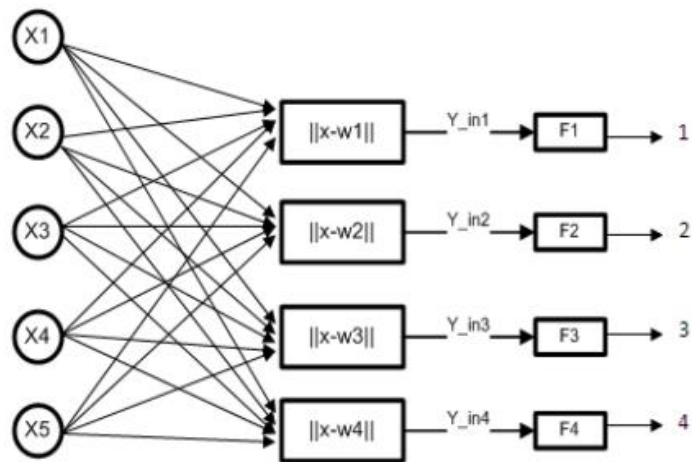 X1
X2
X3
X4
X5
||x-w1||
Y_in1
F1
1
||x-w2||
Y_in2
F2
2
||x-w3||
Y_in3
F3
3
||x-w4||
Y_in4
F4
4